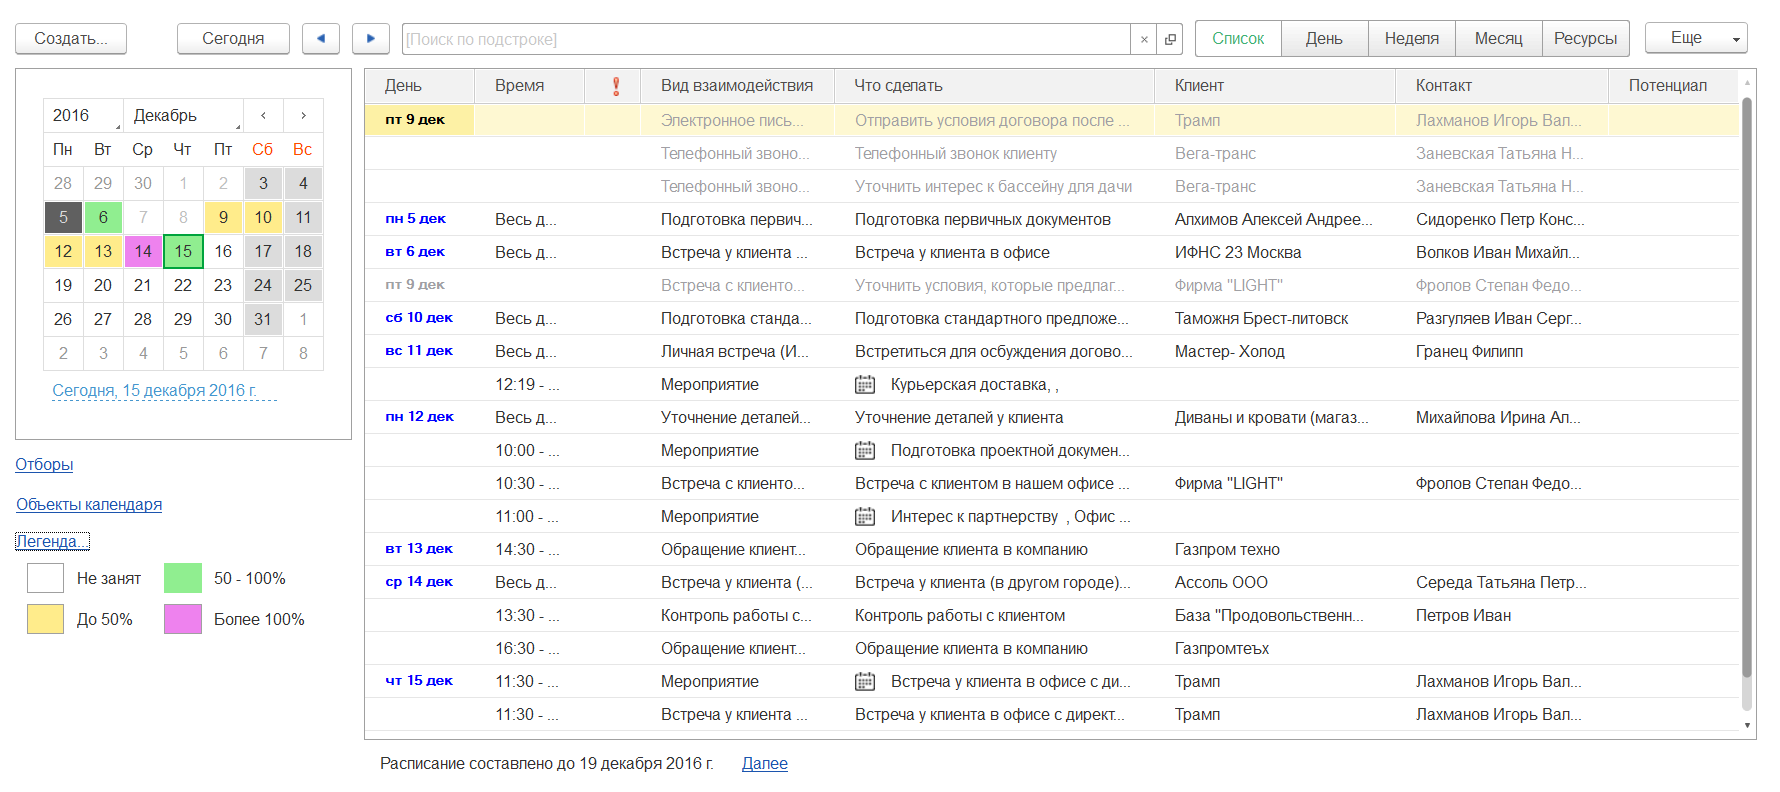 Создать... Сегодня [Поиск по подстроке] × Список День Неделя Месяц Ресурсы Еще
2016 Декабрь ‹ ›
Пн Вт Ср Чт Пт Сб Вс
28 29 30 1 2 3 4
5 6 7 8 9 10 11
12 13 14 15 16 17 18
19 20 21 22 23 24 25
26 27 28 29 30 31 1
2 3 4 5 6 7 8
Сегодня, 15 декабря 2016 г.
Отборы
Объекты календаря
Легенда...
Не занят 50 - 100%
До 50% Более 100%
День Время Вид взаимодействия Что сделать Клиент Контакт Потенциал
пт 9 дек Электронное пись... Отправить условия договора после ... Трамп Лахманов Игорь Вал...
Телефонный звоно... Телефонный звонок клиенту Вега-транс Заневская Татьяна Н...
Телефонный звоно... Уточнить интерес к бассейну для дачи Вега-транс Заневская Татьяна Н...
пн 5 дек Весь д... Подготовка первич... Подготовка первичных документов Алхимов Алексей Андрее... Сидоренко Петр Конс...
вт 6 дек Весь д... Встреча у клиента ... Встреча у клиента в офисе ИФНС 23 Москва Волков Иван Михайл...
пт 9 дек Встреча с клиенто... Уточнить условия, которые предлаг... Фирма "LIGHT" Фролов Степан Федо...
сб 10 дек Весь д... Подготовка станда... Подготовка стандартного предложе... Таможня Брест-литовск Разгуляев Иван Серг...
вс 11 дек Весь д... Личная встреча (И... Встретиться для осбуждения догово... Мастер- Холод Гранец Филипп
12:19 - ... Мероприятие Курьерская доставка, ,
пн 12 дек Весь д... Уточнение деталей... Уточнение деталей у клиента Диваны и кровати (магаз... Михайлова Ирина Ал...
10:00 - ... Мероприятие Подготовка проектной докумен...
10:30 - ... Встреча с клиенто... Встреча с клиентом в нашем офисе ... Фирма "LIGHT" Фролов Степан Федо...
11:00 - ... Мероприятие Интерес к партнерству , Офис ...
вт 13 дек 14:30 - ... Обращение клиент... Обращение клиента в компанию Газпром техно
ср 14 дек Весь д... Встреча у клиента (... Встреча у клиента (в другом городе)... Ассоль ООО Середа Татьяна Петр...
13:30 - ... Контроль работы с... Контроль работы с клиентом База "Продовольственн... Петров Иван
16:30 - ... Обращение клиент... Обращение клиента в компанию Газпромтеъх
чт 15 дек 11:30 - ... Мероприятие Встреча у клиента в офисе с ди... Трамп Лахманов Игорь Вал...
11:30 - ... Встреча у клиента ... Встреча у клиента в офисе с директ... Трамп Лахманов Игорь Вал...
Расписание составлено до 19 декабря 2016 г. Далее